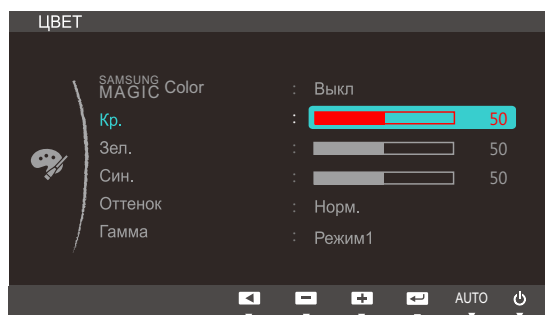 ЦВЕТ
SAMSUNG MAGIC Color : Выкл
Кр. : 50
Зел. : 50
Син. : 50
Оттенок : Норм.
Гамма : Режим1
AUTO